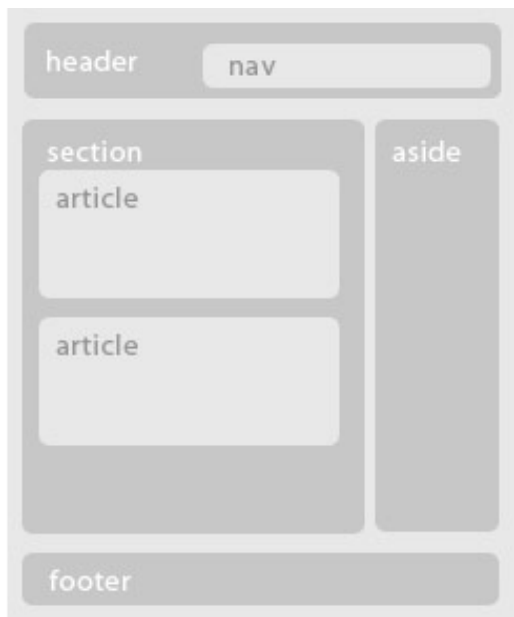 header
nav
section
aside
article
article
footer